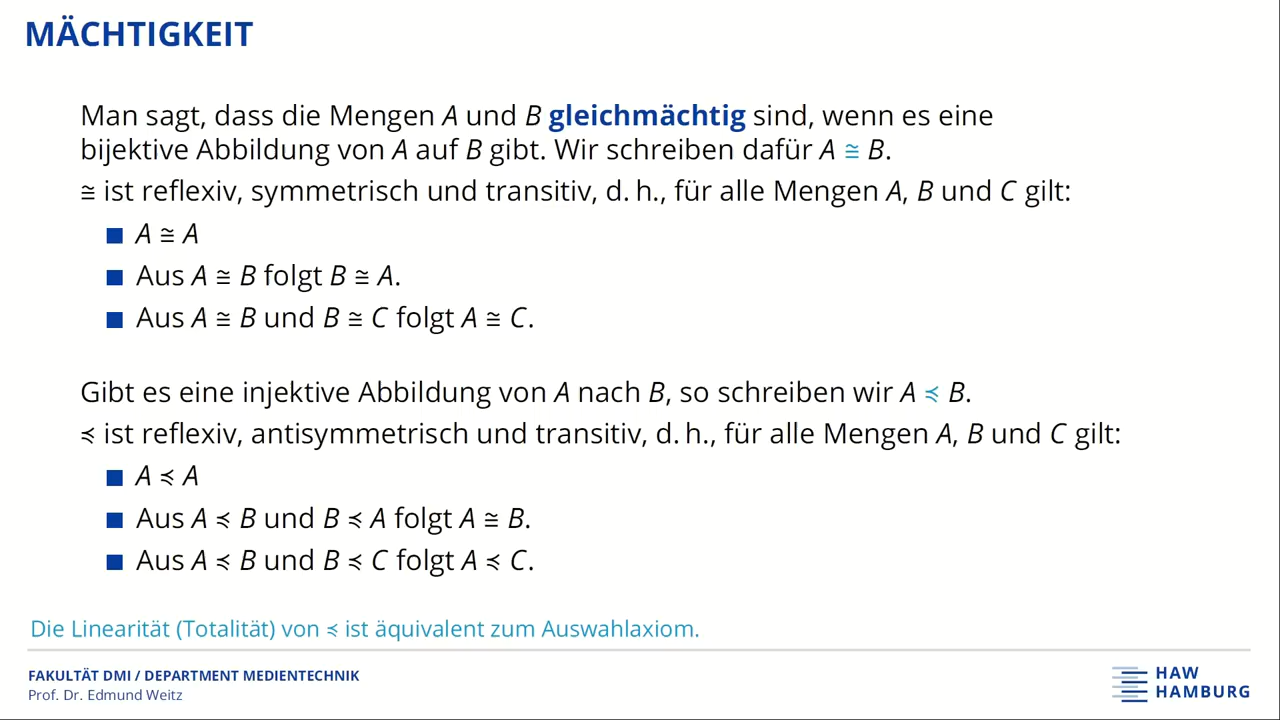 MÄCHTIGKEIT
Man sagt, dass die Mengen A und B gleichmächtig sind, wenn es eine
bijektive Abbildung von A auf B gibt. Wir schreiben dafür A ≅ B.
≅ ist reflexiv, symmetrisch und transitiv, d. h., für alle Mengen A, B und C gilt:
■ A ≅ A
■ Aus A ≅ B folgt B ≅ A.
■ Aus A ≅ B und B ≅ C folgt A ≅ C.
Gibt es eine injektive Abbildung von A nach B, so schreiben wir A ≼ B.
≼ ist reflexiv, antisymmetrisch und transitiv, d. h., für alle Mengen A, B und C gilt:
■ A ≼ A
■ Aus A ≼ B und B ≼ A folgt A ≅ B.
■ Aus A ≼ B und B ≼ C folgt A ≼ C.
Die Linearität (Totalität) von ≼ ist äquivalent zum Auswahlaxiom.
FAKULTÄT DMI / DEPARTMENT MEDIENTECHNIK
Prof. Dr. Edmund Weitz
HAW
HAMBURG